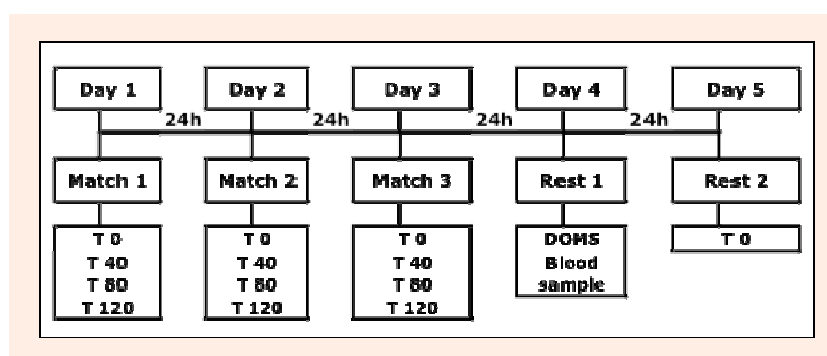 Day 1 Day 2 Day 3 Day 4 Day 5
24h 24h 24h 24h
Match 1 Match 2 Match 3 Rest 1 Rest 2
T 0 T 0 T 0 DOMS T 0
T 40 T 40 T 40 Blood
T 80 T 80 T 80 sample
T 120 T 120 T 120